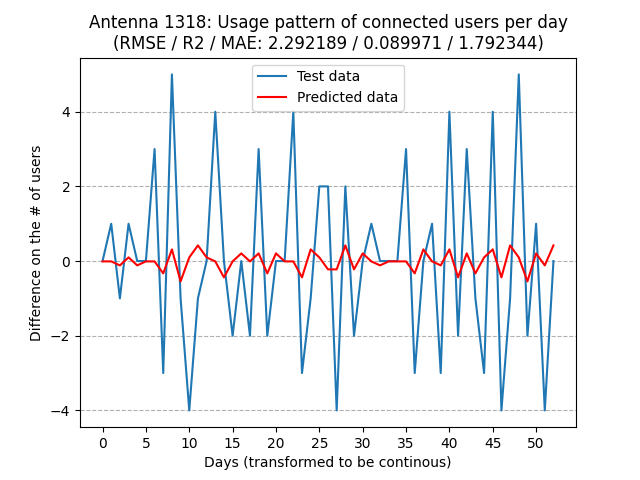 Antenna 1318: Usage pattern of connected users per day
(RMSE / R2 / MAE: 2.292189 / 0.089971 / 1.792344)
Test data
Predicted data
Difference on the # of users
4
2
0
−2
−4
0 5 10 15 20 25 30 35 40 45 50
Days (transformed to be continous)